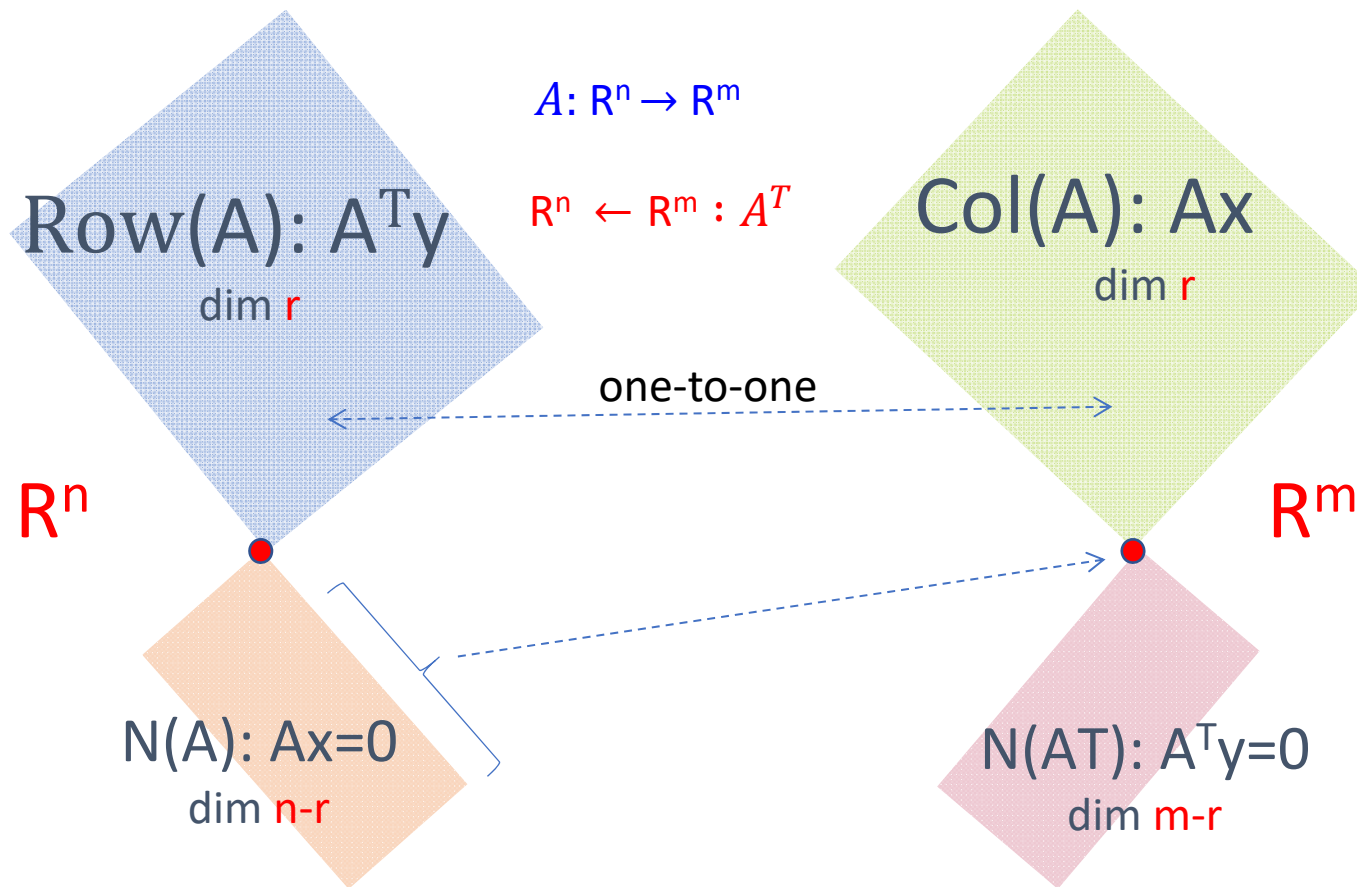 A: Rⁿ → Rᵐ
Rⁿ ← Rᵐ : Aᵀ
Row(A): Aᵀy
dim r
Col(A): Ax
dim r
one-to-one
Rⁿ
Rᵐ
N(A): Ax=0
dim n-r
N(AT): Aᵀy=0
dim m-r